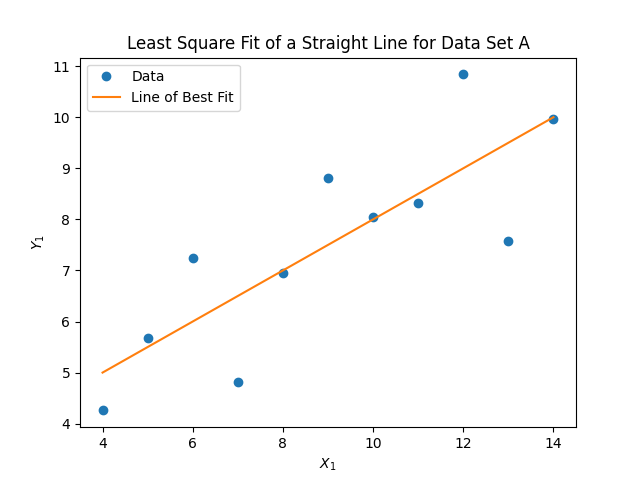 Least Square Fit of a Straight Line for Data Set A
Data
Line of Best Fit
11
10
9
8
7
6
5
4
Y₁
4 6 8 10 12 14
X₁